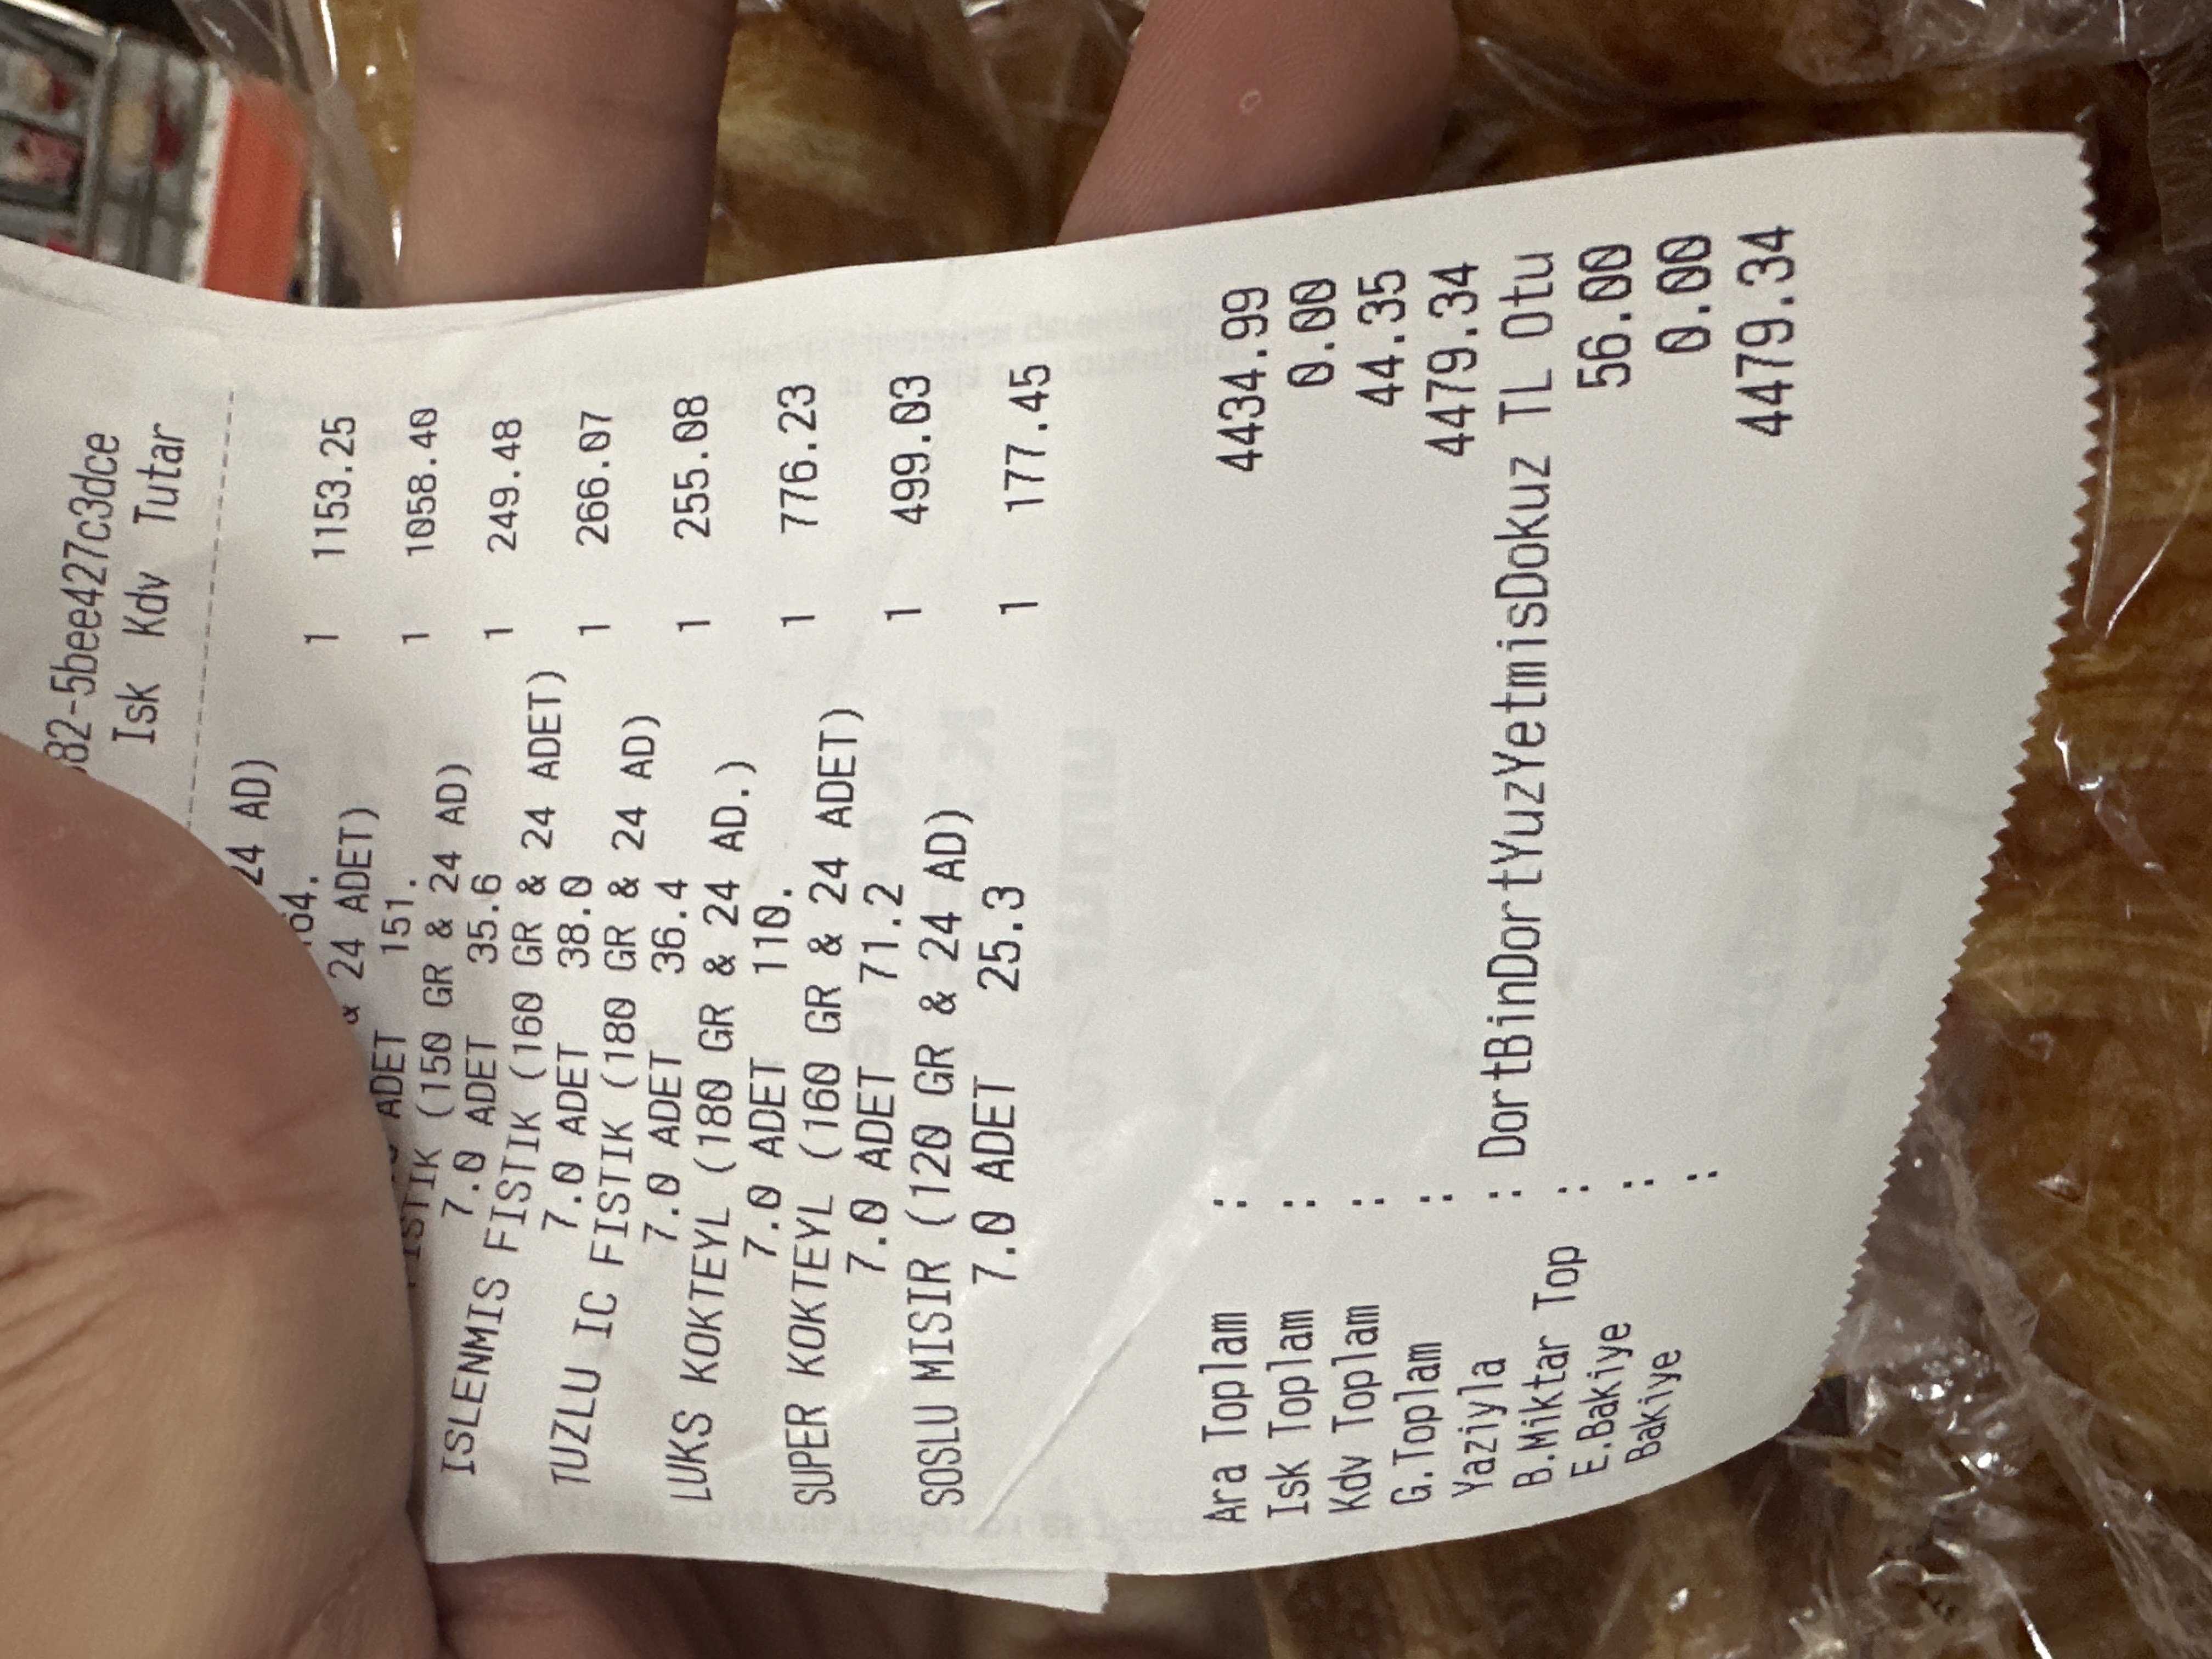 82-5bee427c3dce
Isk Kdv Tutar
24 AD)
64. 1 1153.25
& 24 ADET)
ADET 151. 1 1058.40
FISTIK (150 GR & 24 AD)
7.0 ADET 35.6 1 249.48
ISLENMIS FISTIK (160 GR & 24 ADET)
7.0 ADET 38.0 1 266.07
TUZLU IC FISTIK (180 GR & 24 AD)
7.0 ADET 36.4 1 255.08
LUKS KOKTEYL (180 GR & 24 AD.)
7.0 ADET 110. 1 776.23
SUPER KOKTEYL (160 GR & 24 ADET)
7.0 ADET 71.2 1 499.03
SOSLU MISIR (120 GR & 24 AD)
7.0 ADET 25.3 1 177.45
Ara Toplam : 4434.99
Isk Toplam : 0.00
Kdv Toplam : 44.35
G.Toplam : 4479.34
Yaziyla : DortBinDortYuzYetmisDokuz TL Otu
B.Miktar Top : 56.00
E.Bakiye : 0.00
Bakiye : 4479.34